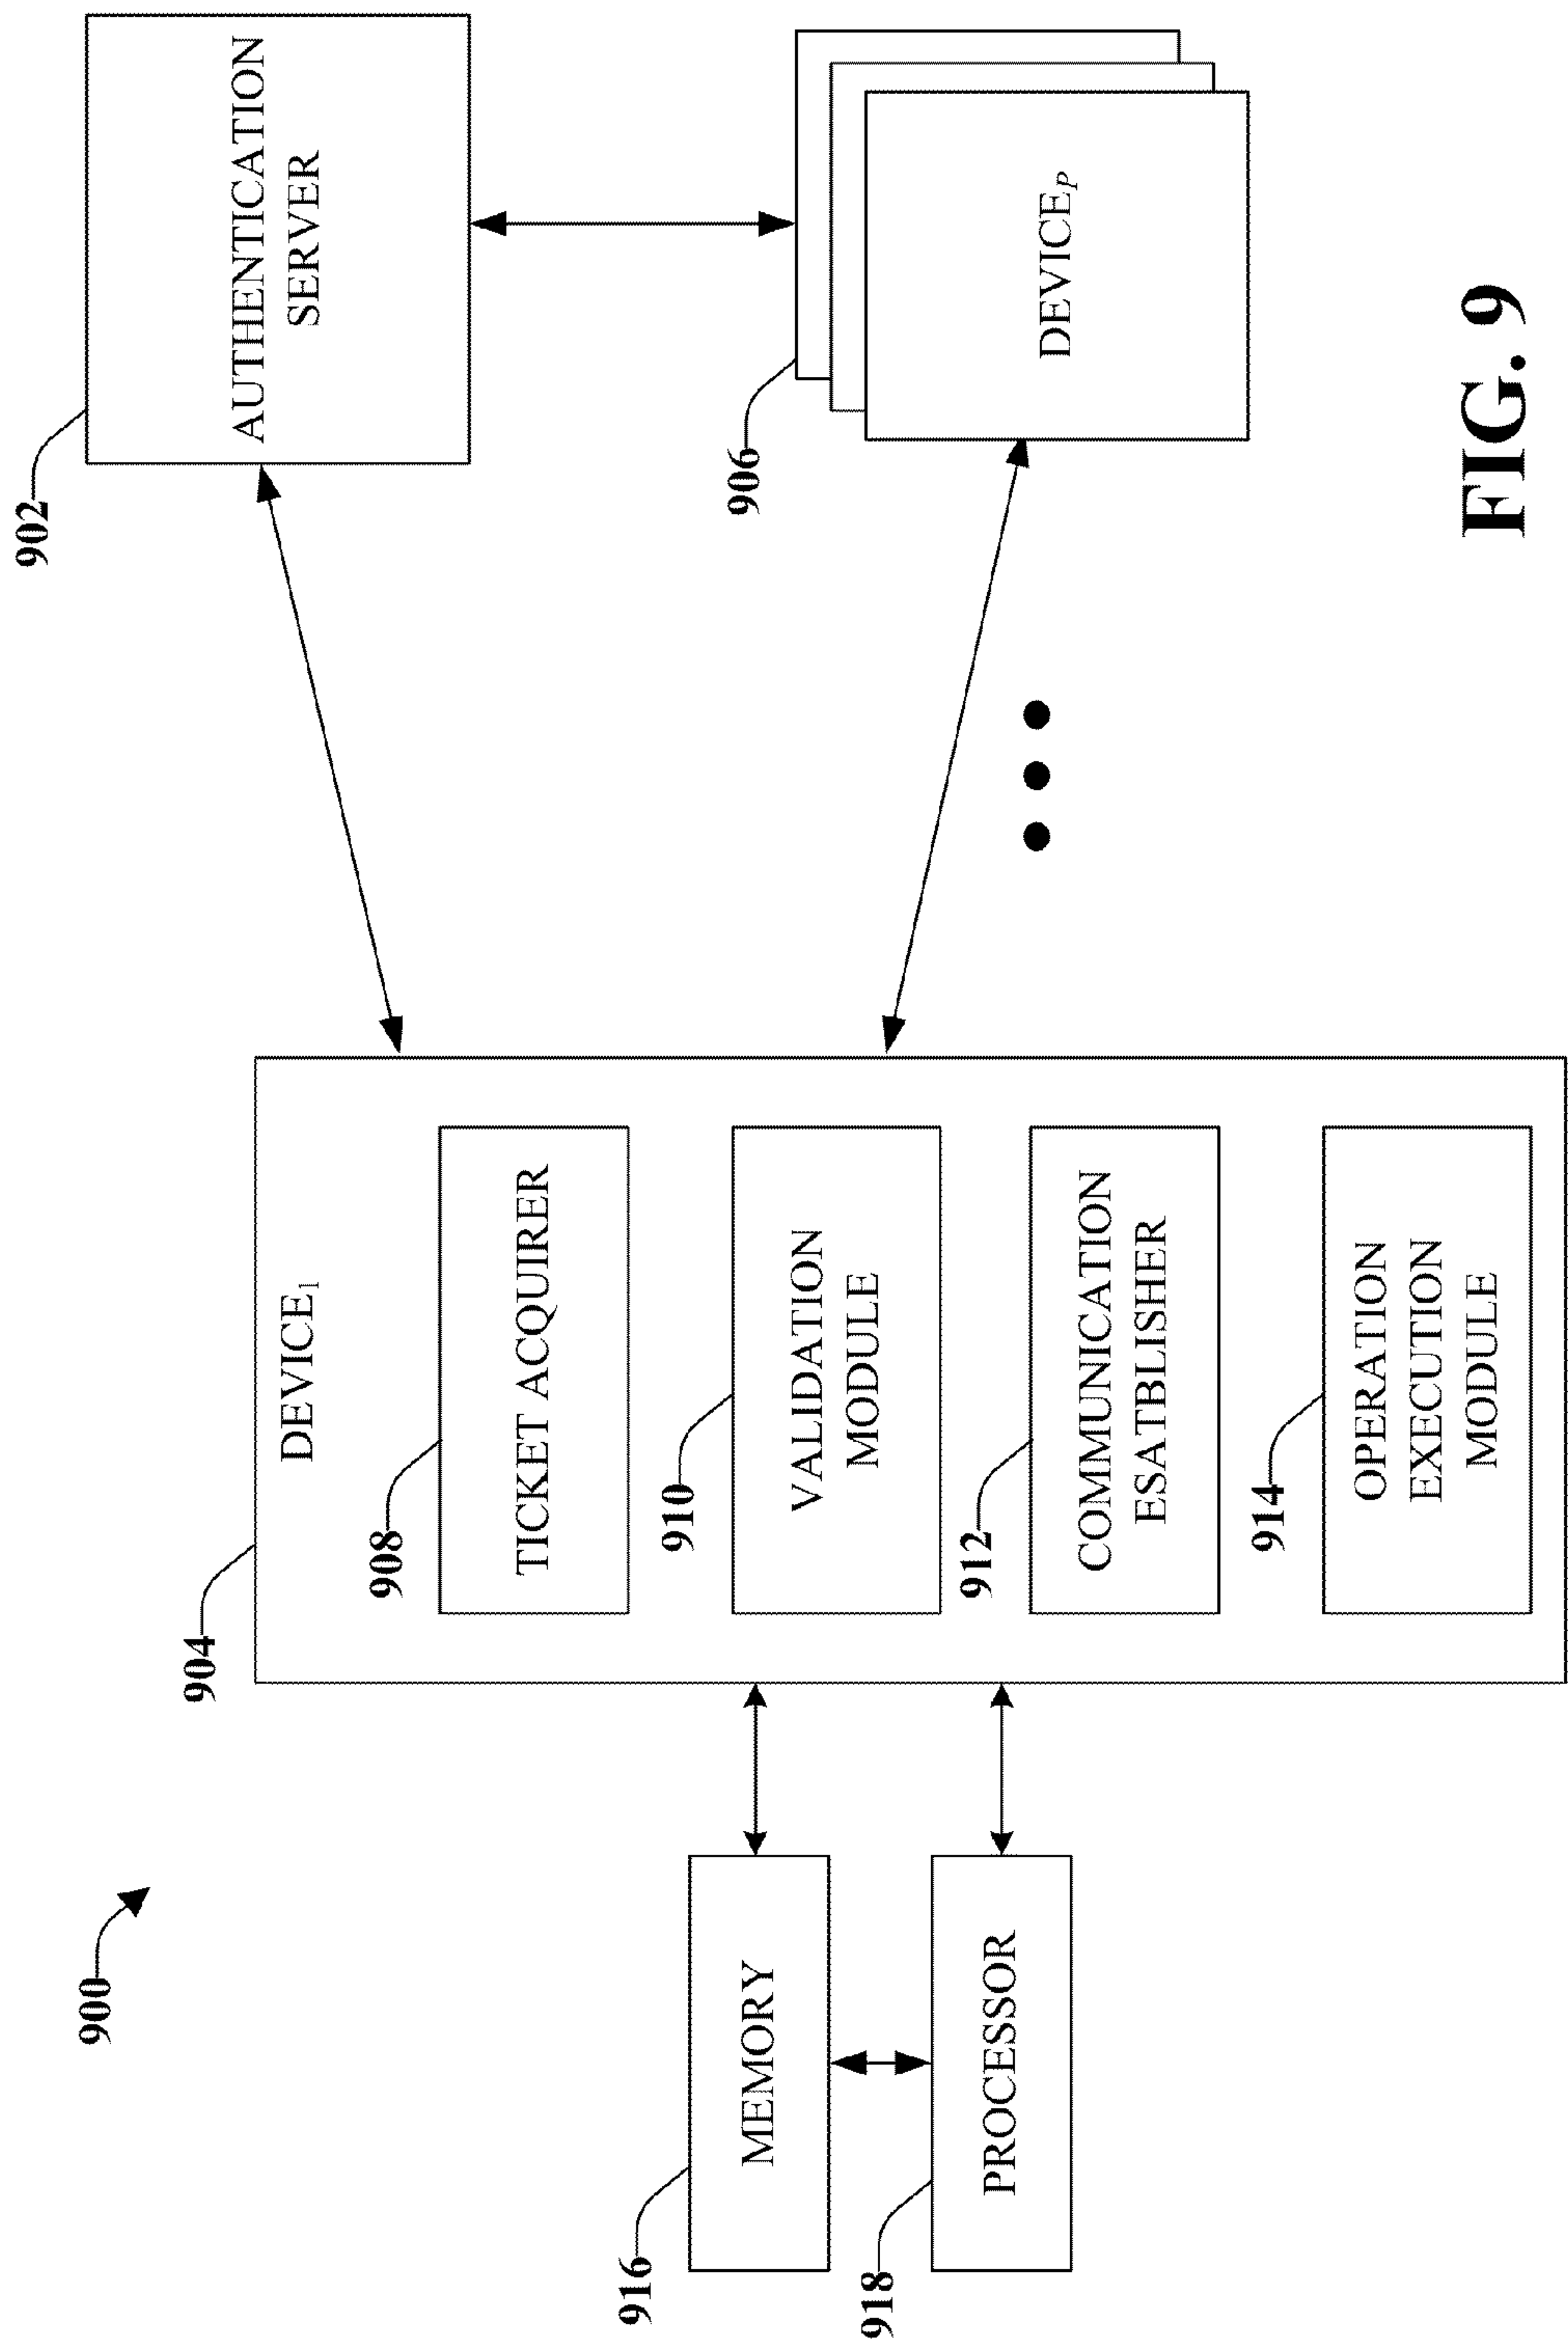 900
902
AUTHENTICATION
SERVER
904
DEVICE1
908
TICKET ACQUIRER
916
MEMORY
910
VALIDATION
MODULE
906
DEVICEP
918
PROCESSOR
912
COMMUNICATION
ESATBLISHER
914
OPERATION
EXECUTION
MODULE
FIG. 9